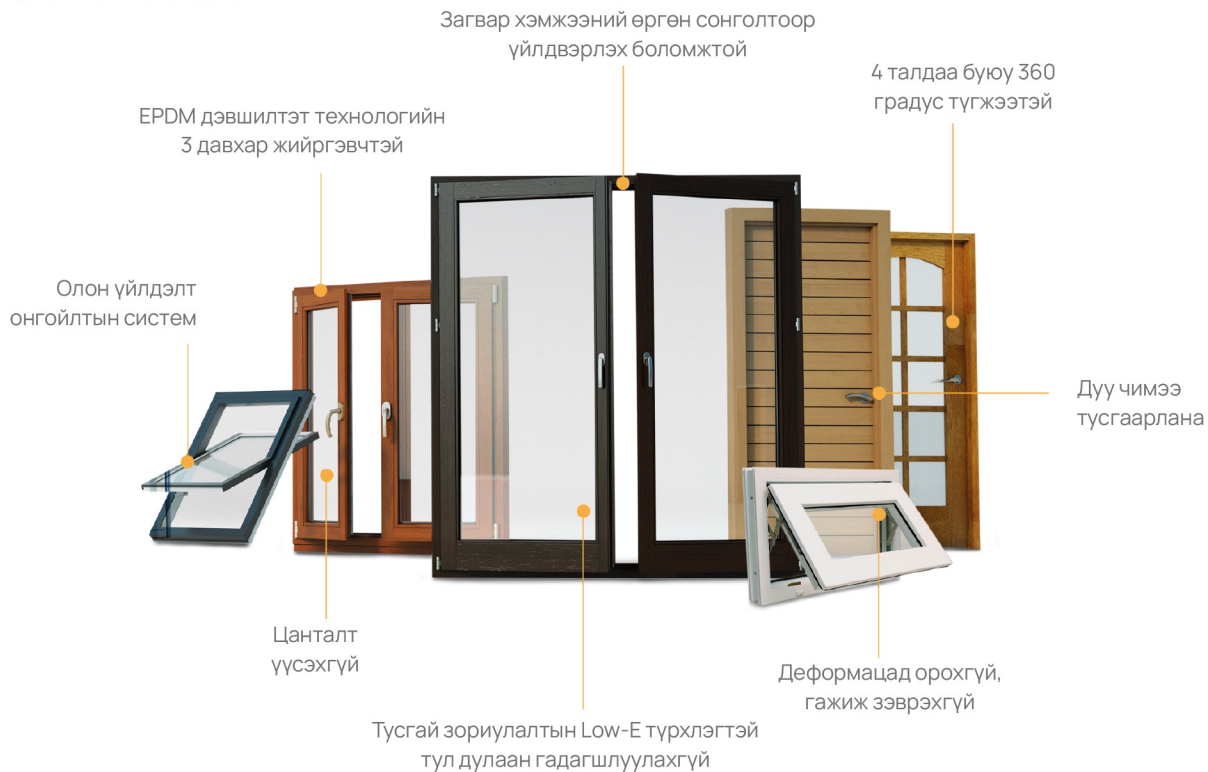 Загвар хэмжээний өргөн сонголтоор
үйлдвэрлэх боломжтой
4 талдаа буюу 360
градус түгжээтэй
EPDM дэвшилтэт технологийн
3 давхар жийргэвчтэй
Олон үйлдэлт
онгойлтын систем
Дуу чимээ
тусгаарлана
Цанталт
үүсэхгүй
Деформацад орохгүй,
гажиж зэврэхгүй
Тусгай зориулалтын Low-E түрхлэгтэй
тул дулаан гадагшлуулахгүй